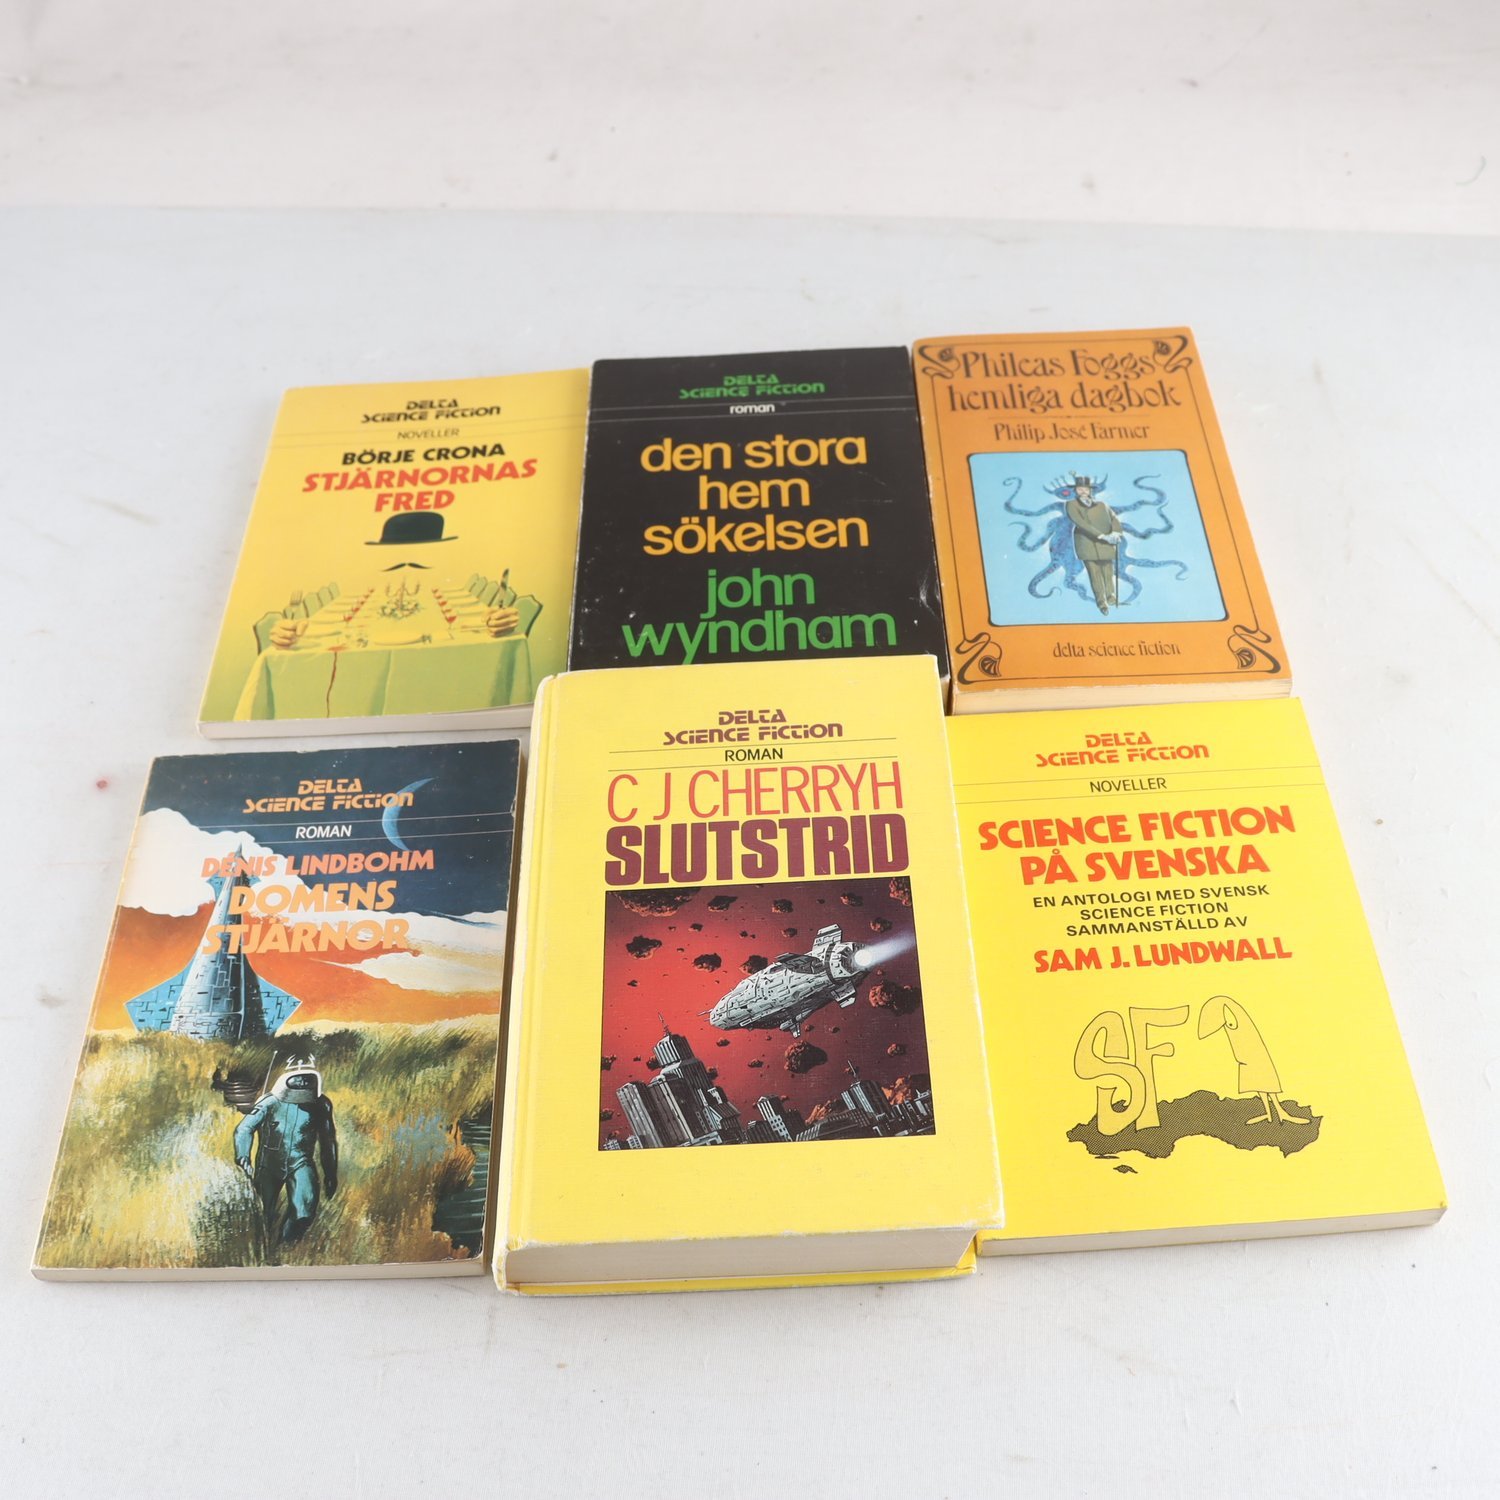 DELTA
SCIENCE FICTION
NOVELLER
BÖRJE CRONA
STJÄRNORNAS
FRED
DELTA
SCIENCE FICTION
roman
den stora
hem
sökelsen
john
wyndham
Phileas Foggs
hemliga dagbok
Philip José Farmer
delta science fiction
DELTA
SCIENCE FICTION
ROMAN
DÉNIS LINDBOHM
DOMENS
STJÄRNOR
DELTA
SCIENCE FICTION
ROMAN
C J CHERRYH
SLUTSTRID
DELTA
SCIENCE FICTION
NOVELLER
SCIENCE FICTION
PÅ SVENSKA
EN ANTOLOGI MED SVENSK
SCIENCE FICTION
SAMMANSTÄLLD AV
SAM J. LUNDWALL
SF